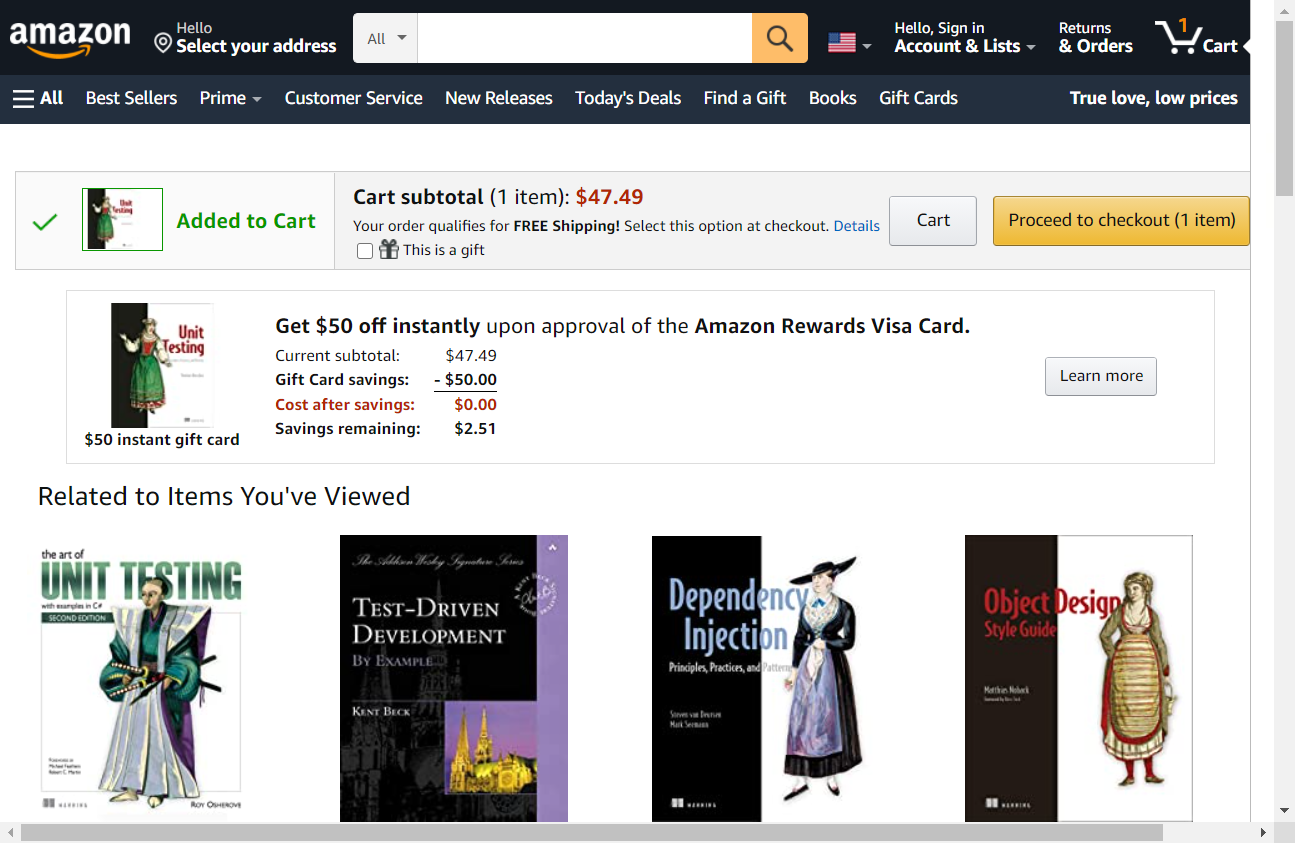 amazon
Hello
Select your address
All
Hello, Sign in
Account & Lists
Returns
& Orders
1
Cart
All
Best Sellers
Prime
Customer Service
New Releases
Today's Deals
Find a Gift
Books
Gift Cards
True love, low prices
Unit
Testing
Added to Cart
Cart subtotal (1 item): $47.49
Your order qualifies for FREE Shipping! Select this option at checkout. Details
This is a gift
Cart
Proceed to checkout (1 item)
Unit
Testing
MANNING
$50 instant gift card
Get $50 off instantly upon approval of the Amazon Rewards Visa Card.
Current subtotal: $47.49
Gift Card savings: - $50.00
Cost after savings: $0.00
Savings remaining: $2.51
Learn more
Related to Items You've Viewed
the art of
UNIT TESTING
with examples in C#
SECOND EDITION
FOREWORDS BY
Michael Feathers
Robert C. Martin
MANNING
ROY OSHEROVE
The Addison Wesley Signature Series
A KENT BECK SIGNATURE
TEST-DRIVEN
DEVELOPMENT
BY EXAMPLE
KENT BECK
Dependency
Injection
Principles, Practices, and Patterns
Steven van Deursen
Mark Seemann
MANNING
Object Design
Style Guide
Matthias Noback
MANNING